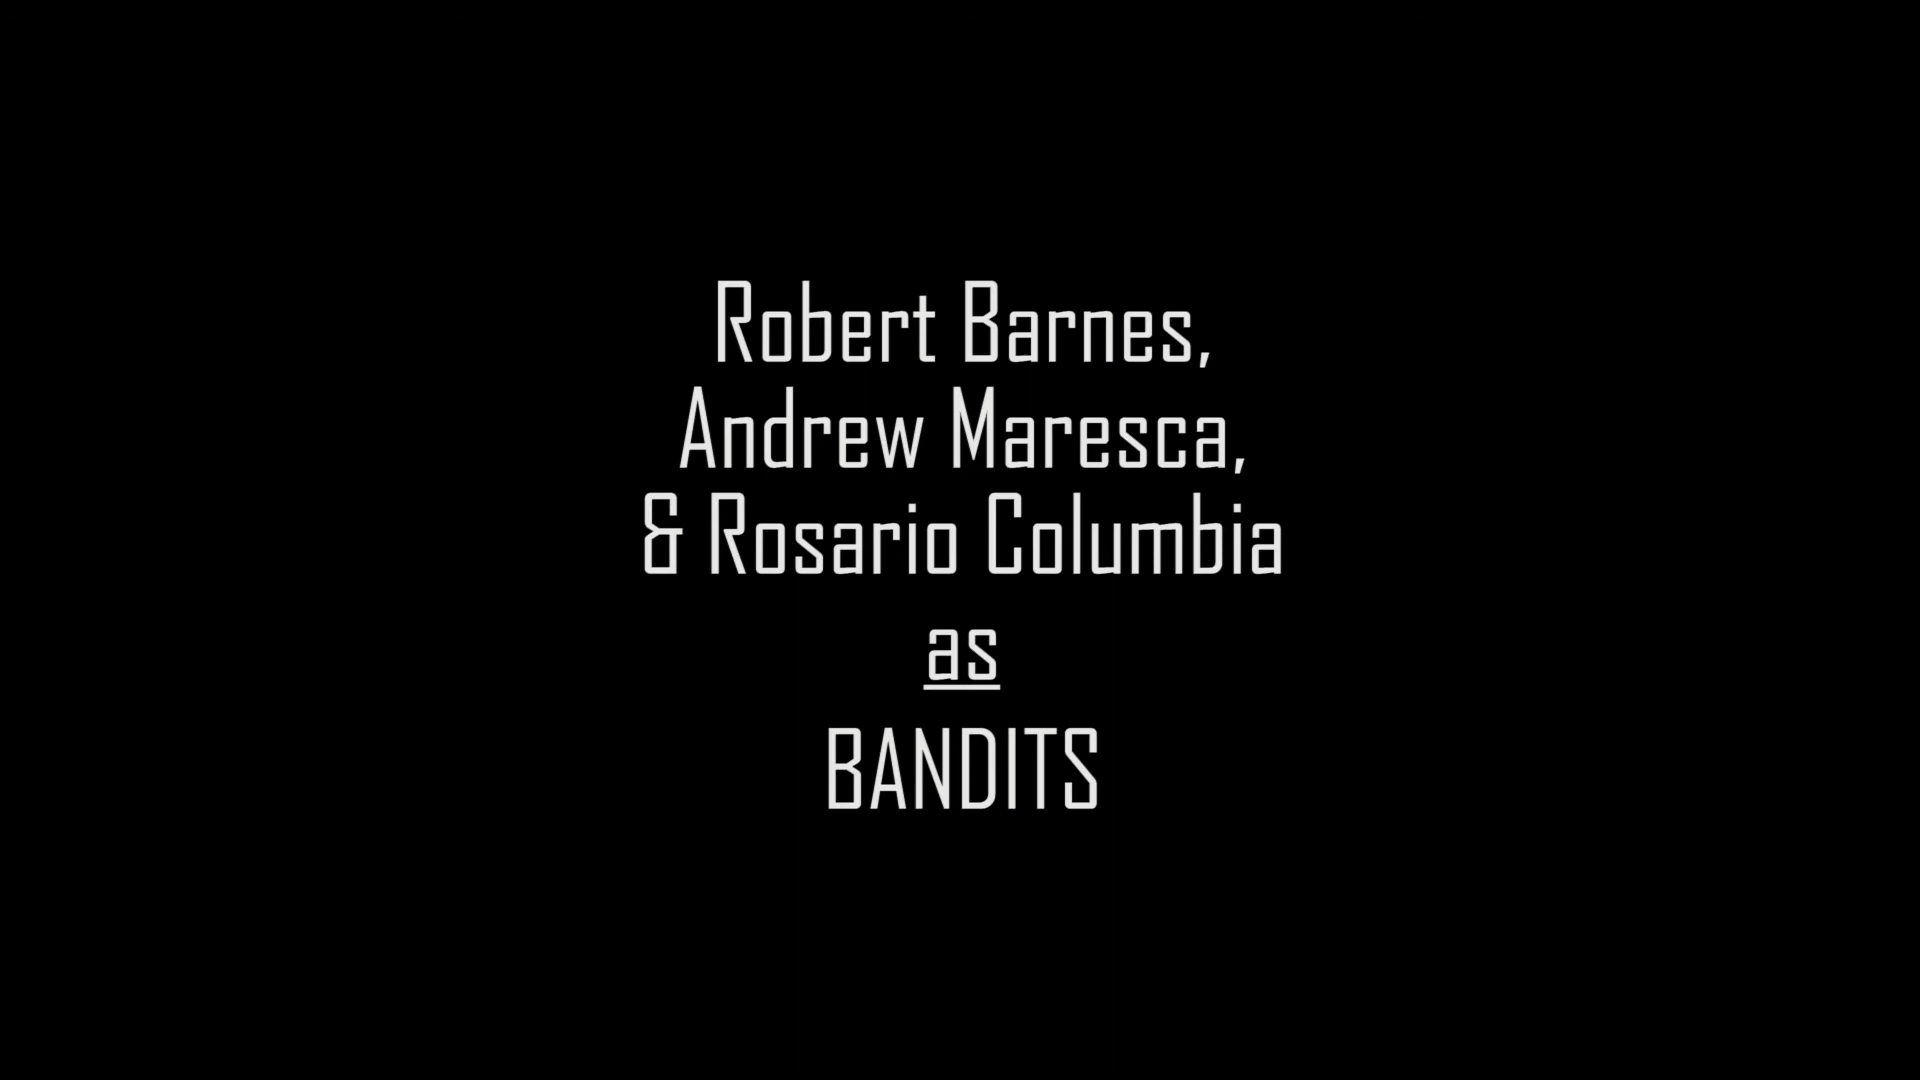 Robert Barnes,
Andrew Maresca,
& Rosario Columbia
as
BANDITS